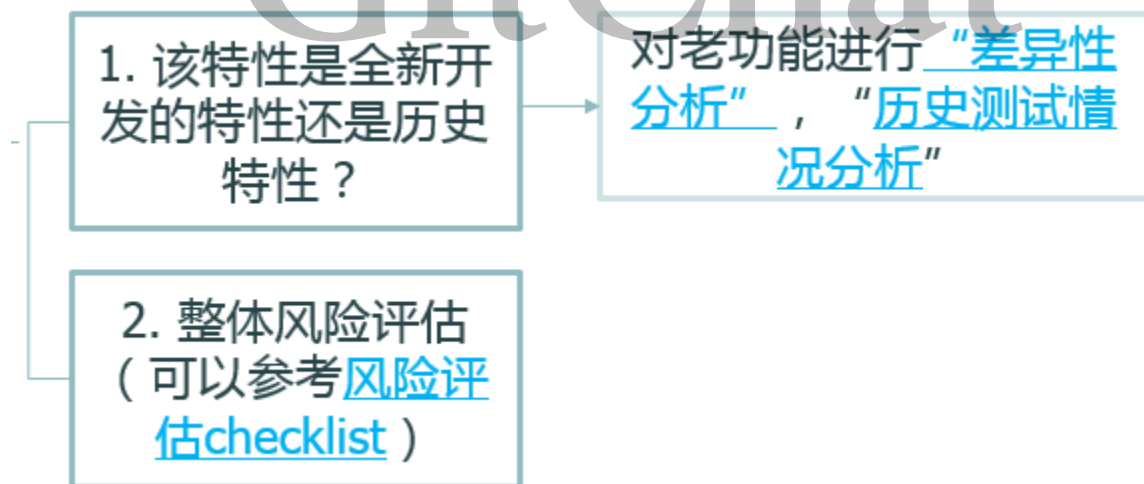 GitChat
1. 该特性是全新开
发的特性还是历史
特性？
对老功能进行“差异性
分析”，“历史测试情
况分析”
2. 整体风险评估
（可以参考风险评
估checklist）